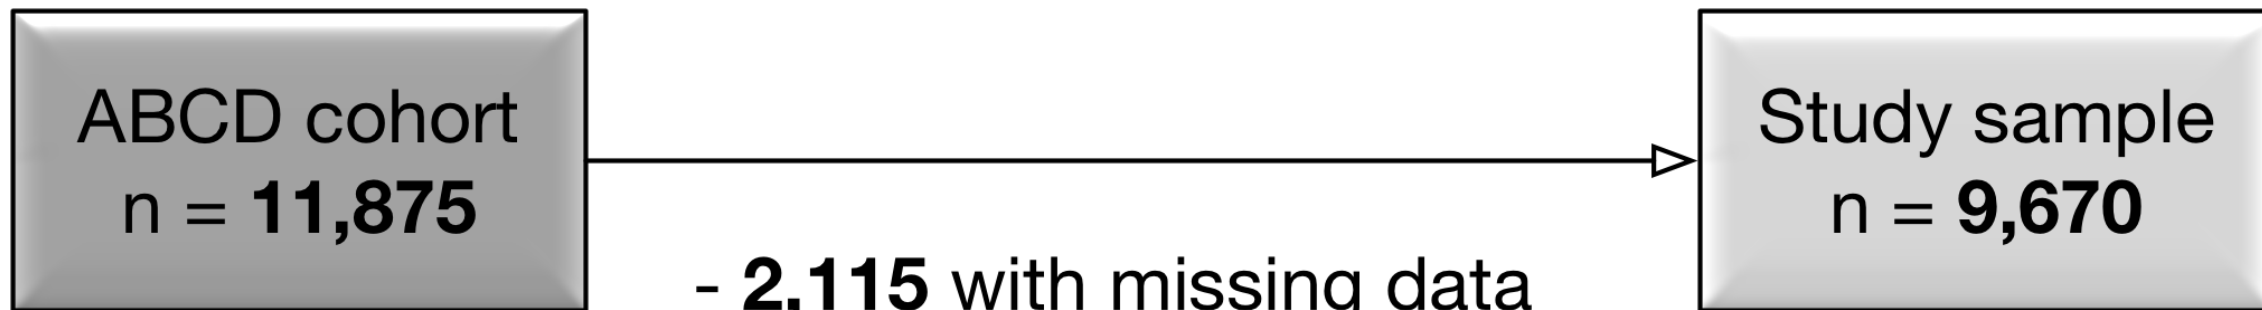 ABCD cohort
n = 11,875
- 2.115 with missing data
Study sample
n = 9,670